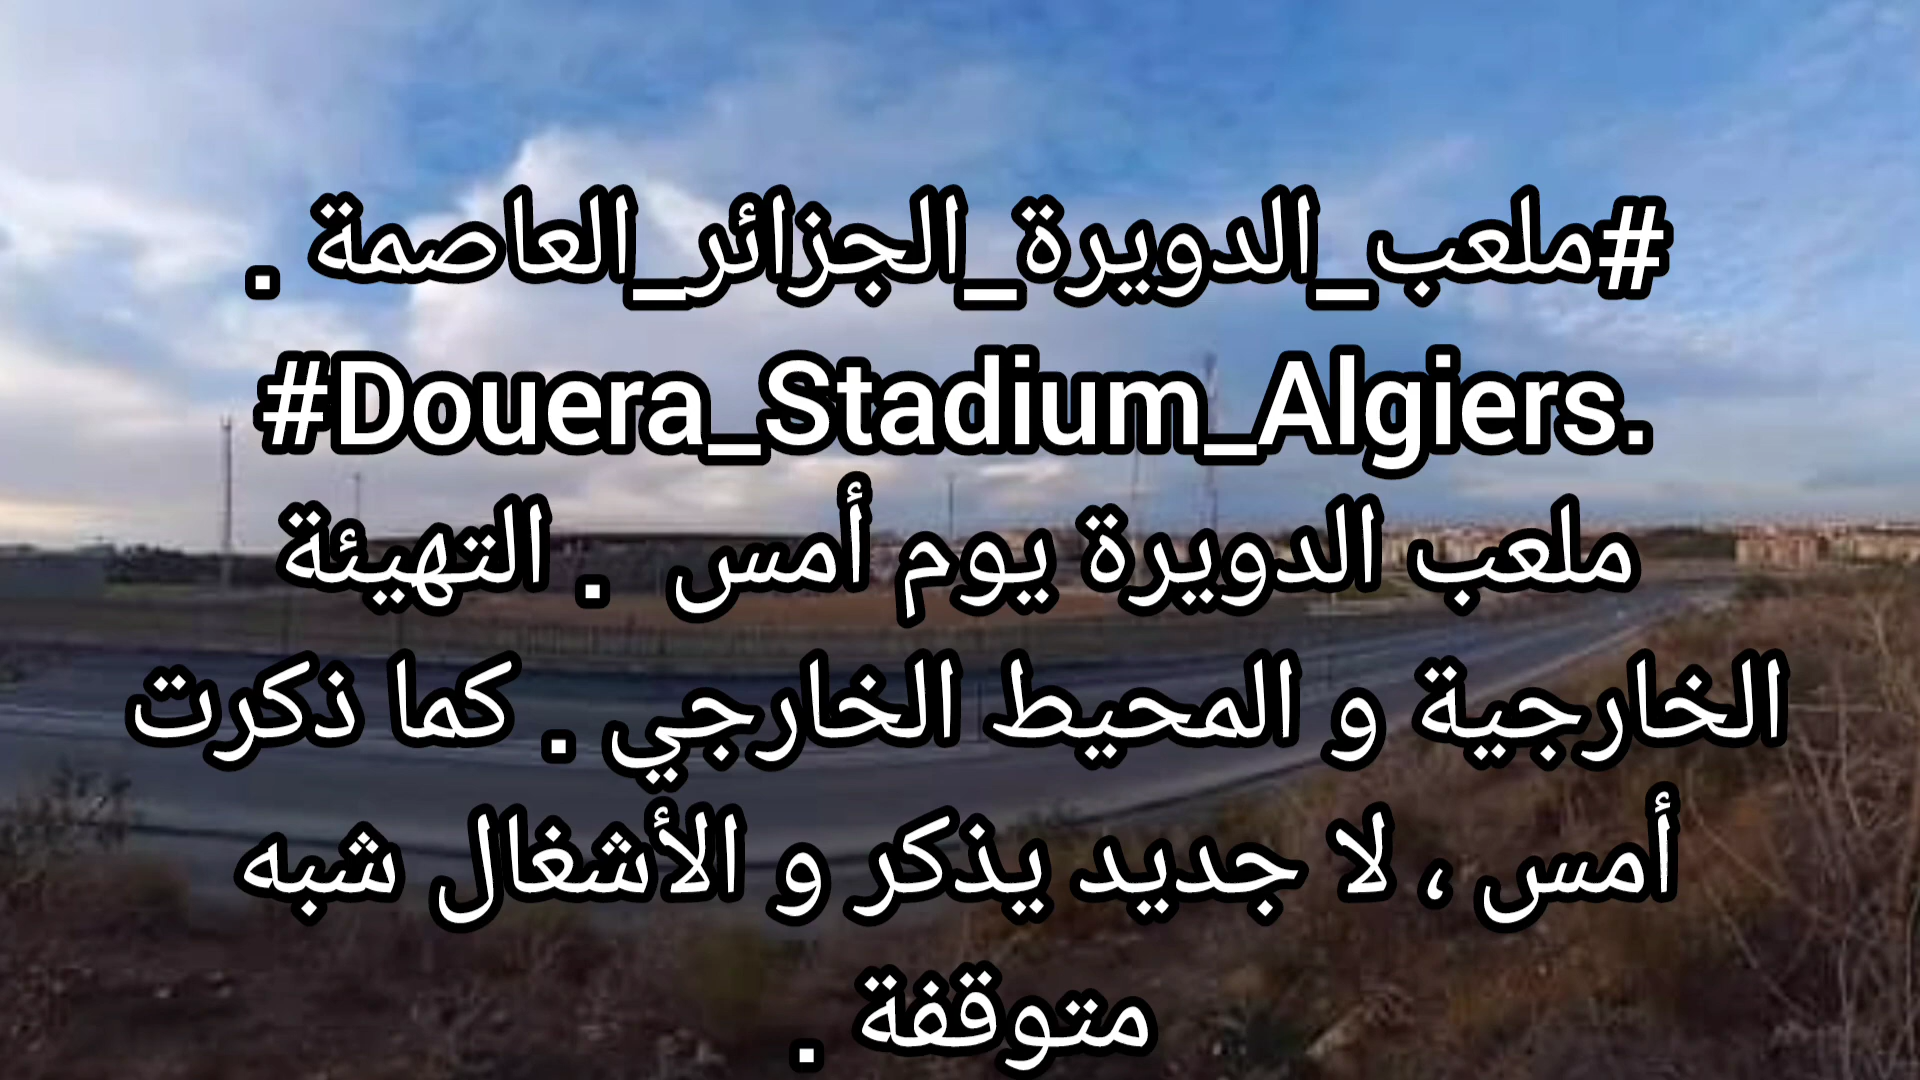 #ملعب_الدويرة_الجزائر_العاصمة .
#Douera_Stadium_Algiers.
ملعب الدويرة يوم أمس . التهيئة
الخارجية و المحيط الخارجي . كما ذكرت
أمس ، لا جديد يذكر و الأشغال شبه
متوقفة .